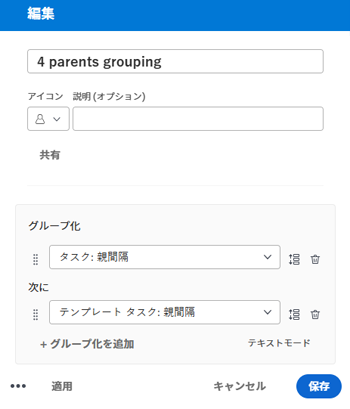 編集
4 parents grouping
アイコン 説明 (オプション)
共有
グループ化
タスク: 親間隔
次に
テンプレート タスク: 親間隔
+ グループ化を追加 テキストモード
適用 キャンセル 保存